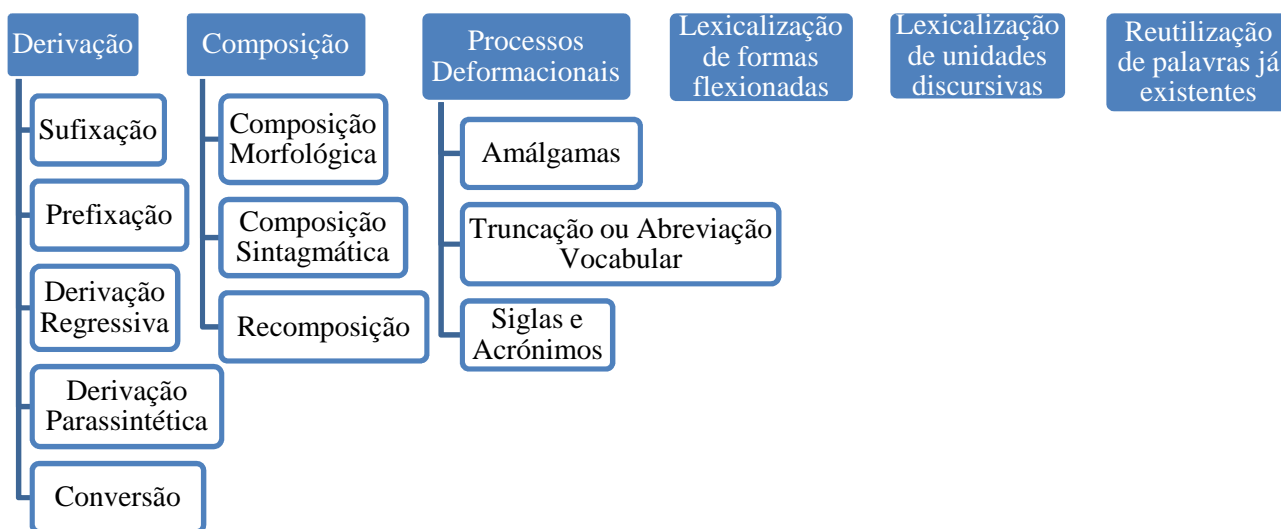 Derivação
Sufixação
Prefixação
Derivação
Regressiva
Derivação
Parassintética
Conversão
Composição
Composição
Morfológica
Composição
Sintagmática
Recomposição
Processos
Deformacionais
Amálgamas
Truncação ou Abreviação
Vocabular
Siglas e
Acrónimos
Lexicalização
de formas
flexionadas
Lexicalização
de unidades
discursivas
Reutilização
de palavras já
existentes